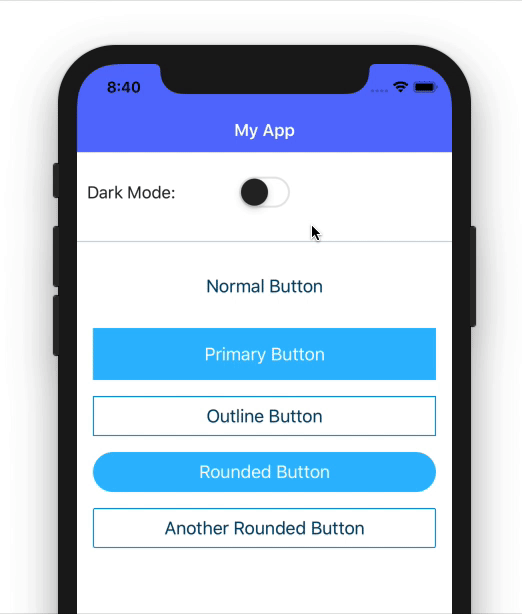 8:40
My App
Dark Mode:
Normal Button
Primary Button
Outline Button
Rounded Button
Another Rounded Button